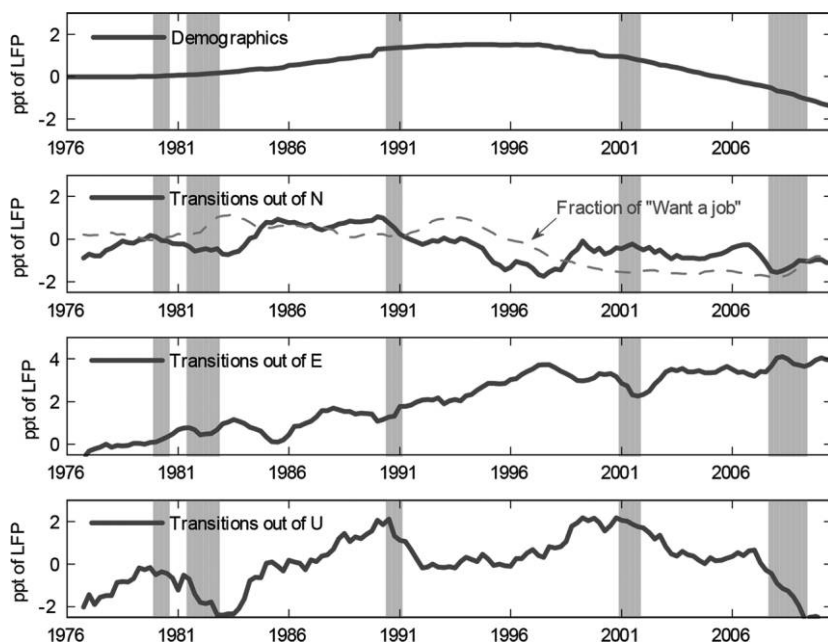 ppt of LFP
2
0
-2
Demographics
1976 1981 1986 1991 1996 2001 2006
ppt of LFP
2
0
-2
Transitions out of N
Fraction of "Want a job"
1976 1981 1986 1991 1996 2001 2006
ppt of LFP
4
2
0
Transitions out of E
1976 1981 1986 1991 1996 2001 2006
ppt of LFP
2
0
-2
Transitions out of U
1976 1981 1986 1991 1996 2001 2006